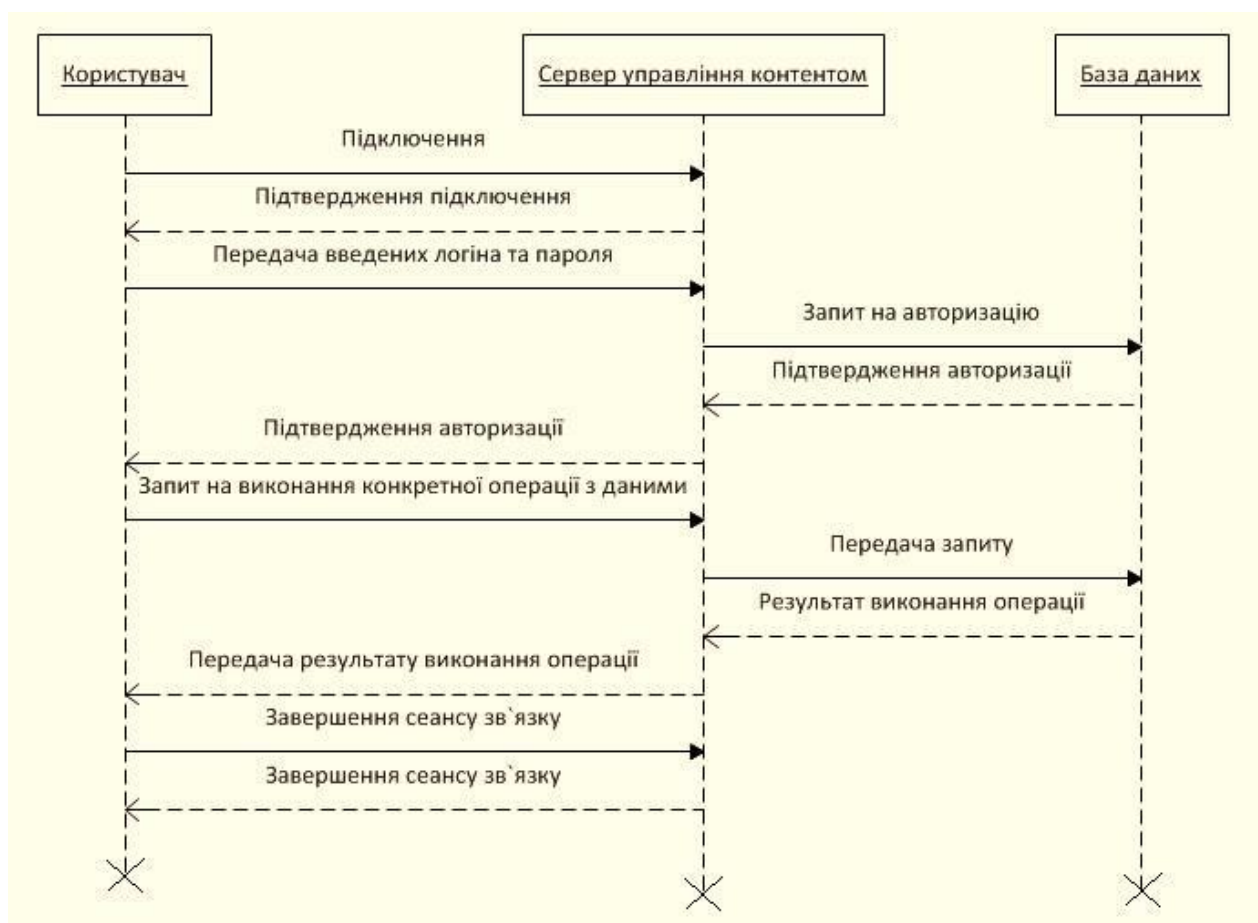 Користувач
Сервер управління контентом
База даних
Підключення
Підтвердження підключення
Передача введених логіна та пароля
Запит на авторизацію
Підтвердження авторизації
Підтвердження авторизації
Запит на виконання конкретної операції з даними
Передача запиту
Результат виконання операції
Передача результату виконання операції
Завершення сеансу зв`язку
Завершення сеансу зв`язку